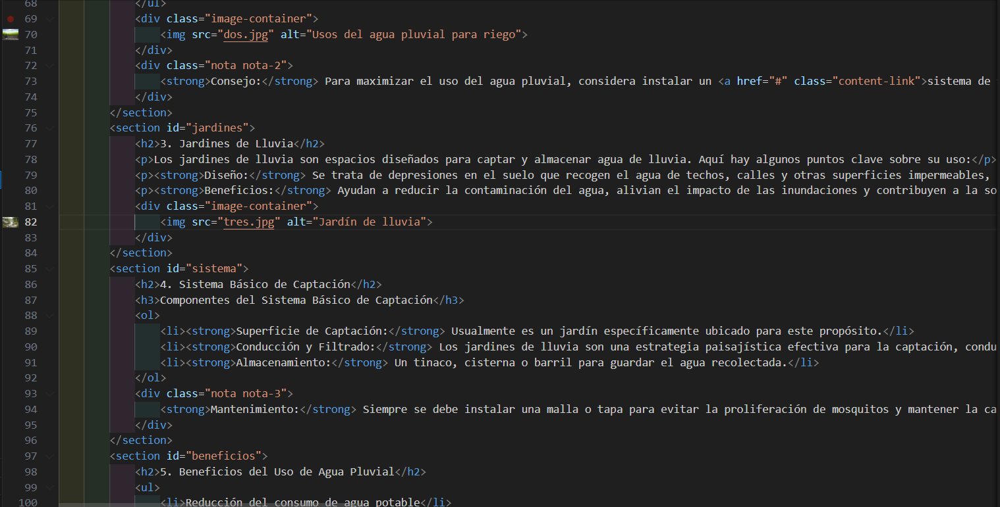 68 </ul>
69 <div class="image-container">
70 <img src="dos.jpg" alt="Usos del agua pluvial para riego">
71 </div>
72 <div class="nota nota-2">
73 <strong>Consejo:</strong> Para maximizar el uso del agua pluvial, considera instalar un <a href="#" class="content-link">sistema de
74 </div>
75 </section>
76 <section id="jardines">
77 <h2>3. Jardines de Lluvia</h2>
78 <p>Los jardines de lluvia son espacios diseñados para captar y almacenar agua de lluvia. Aquí hay algunos puntos clave sobre su uso:</p>
79 <p><strong>Diseño:</strong> Se trata de depresiones en el suelo que recogen el agua de techos, calles y otras superficies impermeables,
80 <p><strong>Beneficios:</strong> Ayudan a reducir la contaminación del agua, alivian el impacto de las inundaciones y contribuyen a la so
81 <div class="image-container">
82 <img src="tres.jpg" alt="Jardín de lluvia">
83 </div>
84 </section>
85 <section id="sistema">
86 <h2>4. Sistema Básico de Captación</h2>
87 <h3>Componentes del Sistema Básico de Captación</h3>
88 <ol>
89 <li><strong>Superficie de Captación:</strong> Usualmente es un jardín específicamente ubicado para este propósito.</li>
90 <li><strong>Conducción y Filtrado:</strong> Los jardines de lluvia son una estrategia paisajística efectiva para la captación, condu
91 <li><strong>Almacenamiento:</strong> Un tinaco, cisterna o barril para guardar el agua recolectada.</li>
92 </ol>
93 <div class="nota nota-3">
94 <strong>Mantenimiento:</strong> Siempre se debe instalar una malla o tapa para evitar la proliferación de mosquitos y mantener la ca
95 </div>
96 </section>
97 <section id="beneficios">
98 <h2>5. Beneficios del Uso de Agua Pluvial</h2>
99 <ul>
100 <li>Reducción del consumo de agua potable</li>